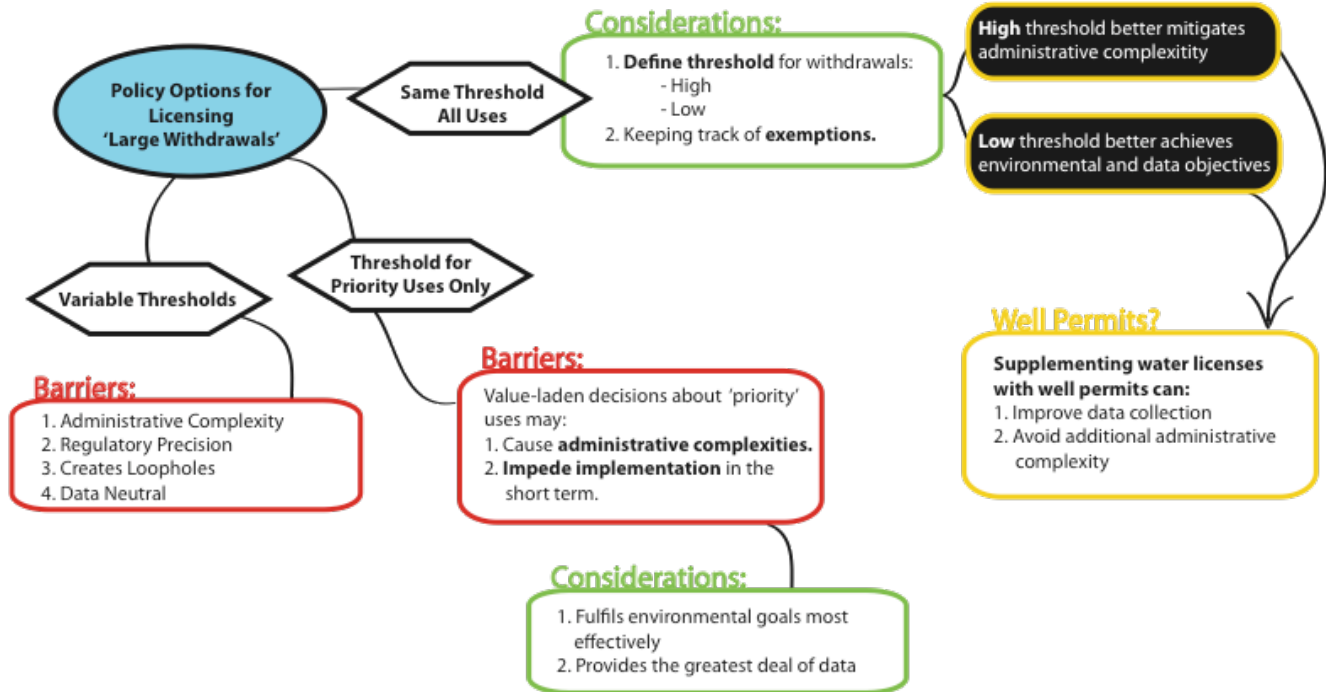 Policy Options for
Licensing
‘Large Withdrawals’
Same Threshold
All Uses
Considerations:
1. Define threshold for withdrawals:
- High
- Low
2. Keeping track of exemptions.
High threshold better mitigates
administrative complexitity
Low threshold better achieves
environmental and data objectives
Variable Thresholds
Threshold for
Priority Uses Only
Barriers:
1. Administrative Complexity
2. Regulatory Precision
3. Creates Loopholes
4. Data Neutral
Barriers:
Value-laden decisions about ‘priority’
uses may:
1. Cause administrative complexities.
2. Impede implementation in the
short term.
Well Permits?
Supplementing water licenses
with well permits can:
1. Improve data collection
2. Avoid additional administrative
complexity
Considerations:
1. Fulfils environmental goals most
effectively
2. Provides the greatest deal of data